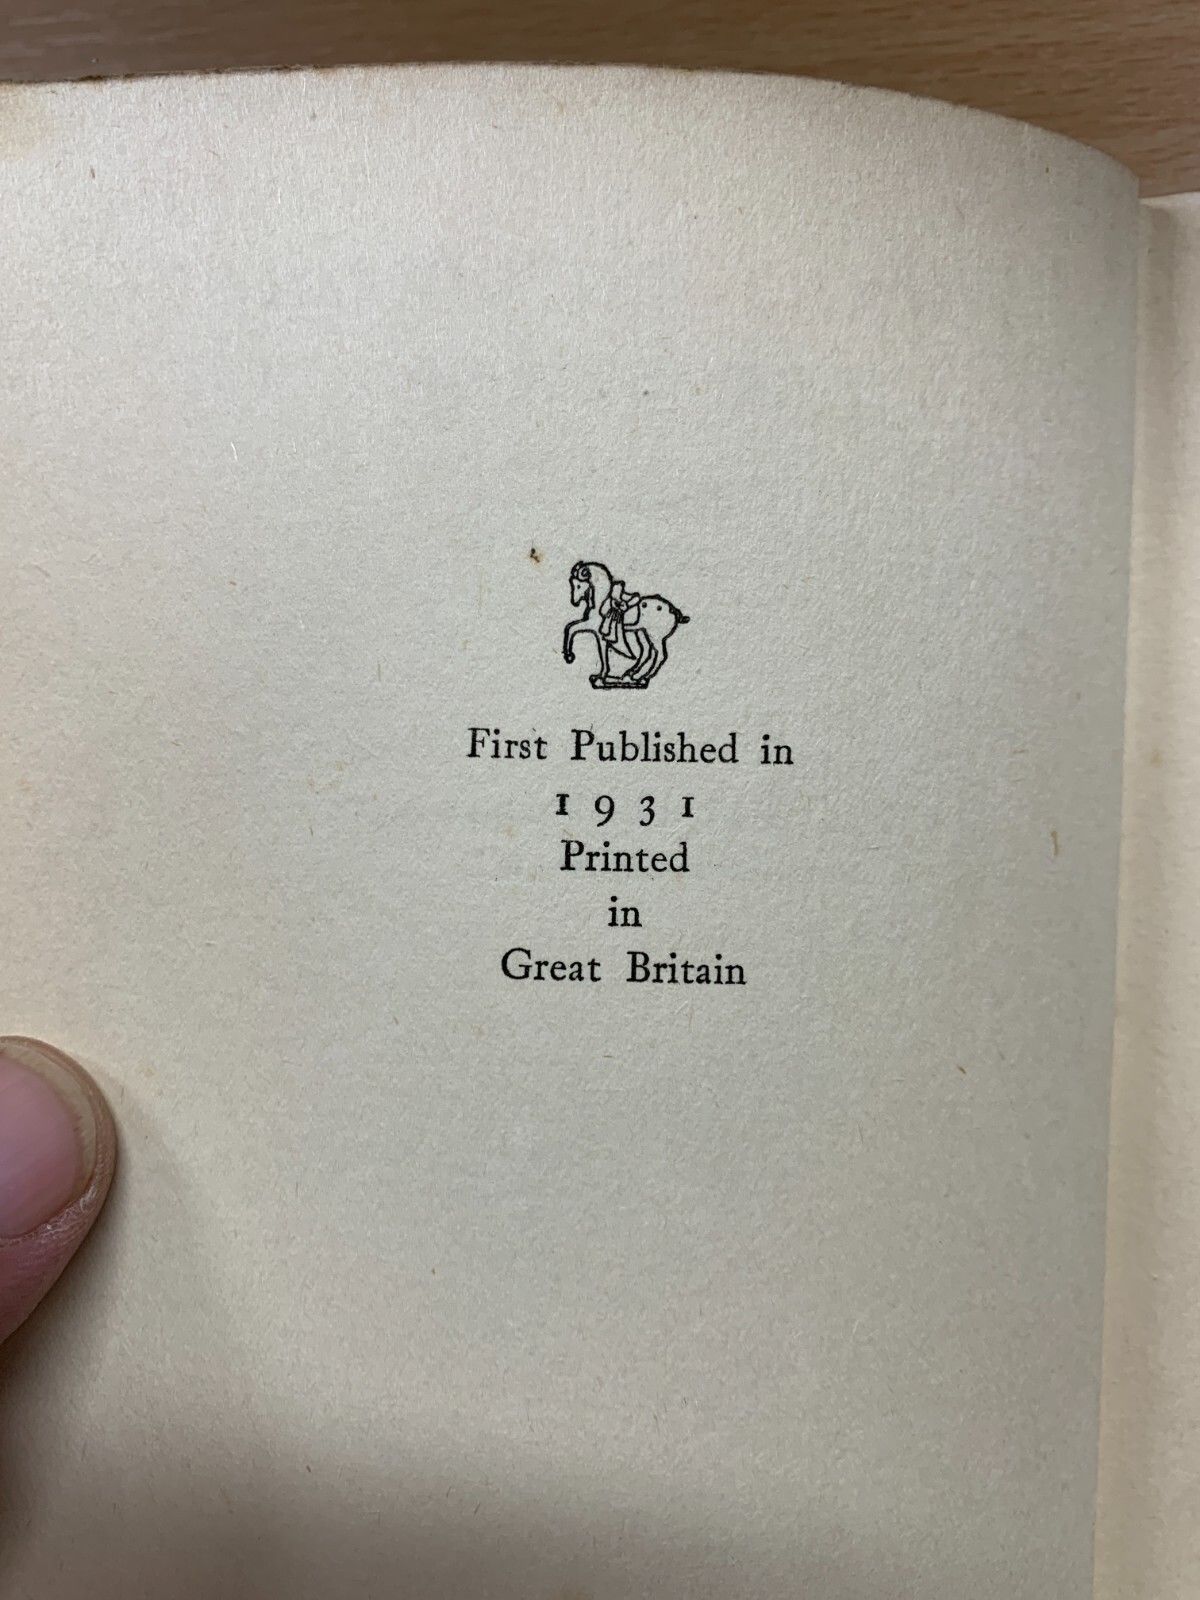 First Published in
1931
Printed
in
Great Britain